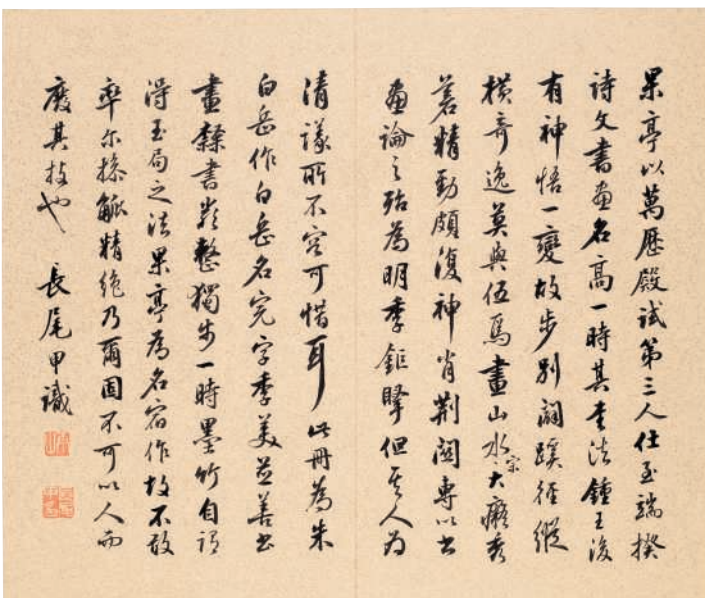 果亭以萬歷殿試第三人仕至端揆
詩文書畫名高一時其書法鍾王後
有神悟一變故步別闢蹊徑縱
橫奇逸莫與伍焉畫山水宗大癡秀
蒼精勁頗復神肖荆關專以書
畫論之殆為明季鉅擘但其人為
清議所不容可惜耳此冊為朱
白岳作白岳名完字季美並善書
畫隸書嚴整獨步一時墨竹自謂
得玉局之法果亭為名宿作故不敢
率尔操觚精絶乃爾固不可以人而
廢其技也 長尾甲識